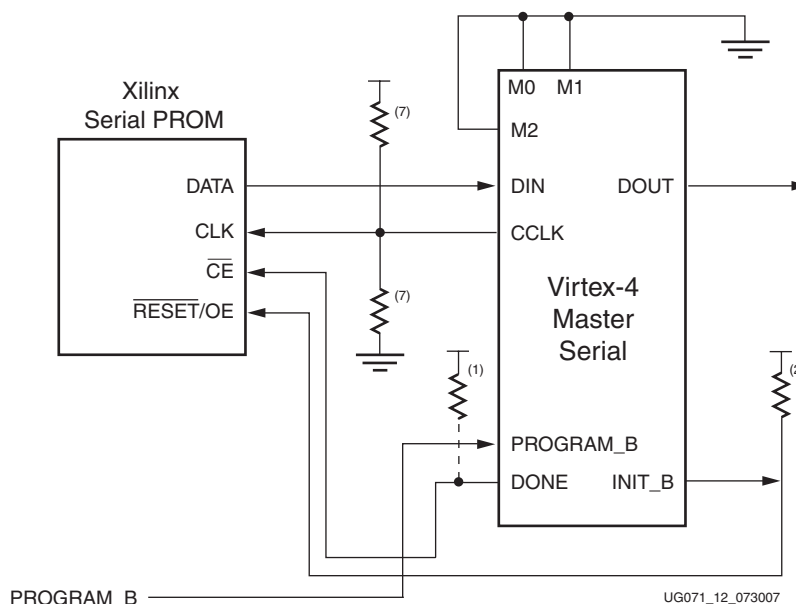 M0 M1
M2
Xilinx
Serial PROM
(7)
DATA
DIN
DOUT
CLK
CCLK
CE
RESET/OE
(7)
Virtex-4
Master
Serial
(1)
(2
PROGRAM_B
DONE
INIT_B
PROGRAM_B
UG071_12_073007